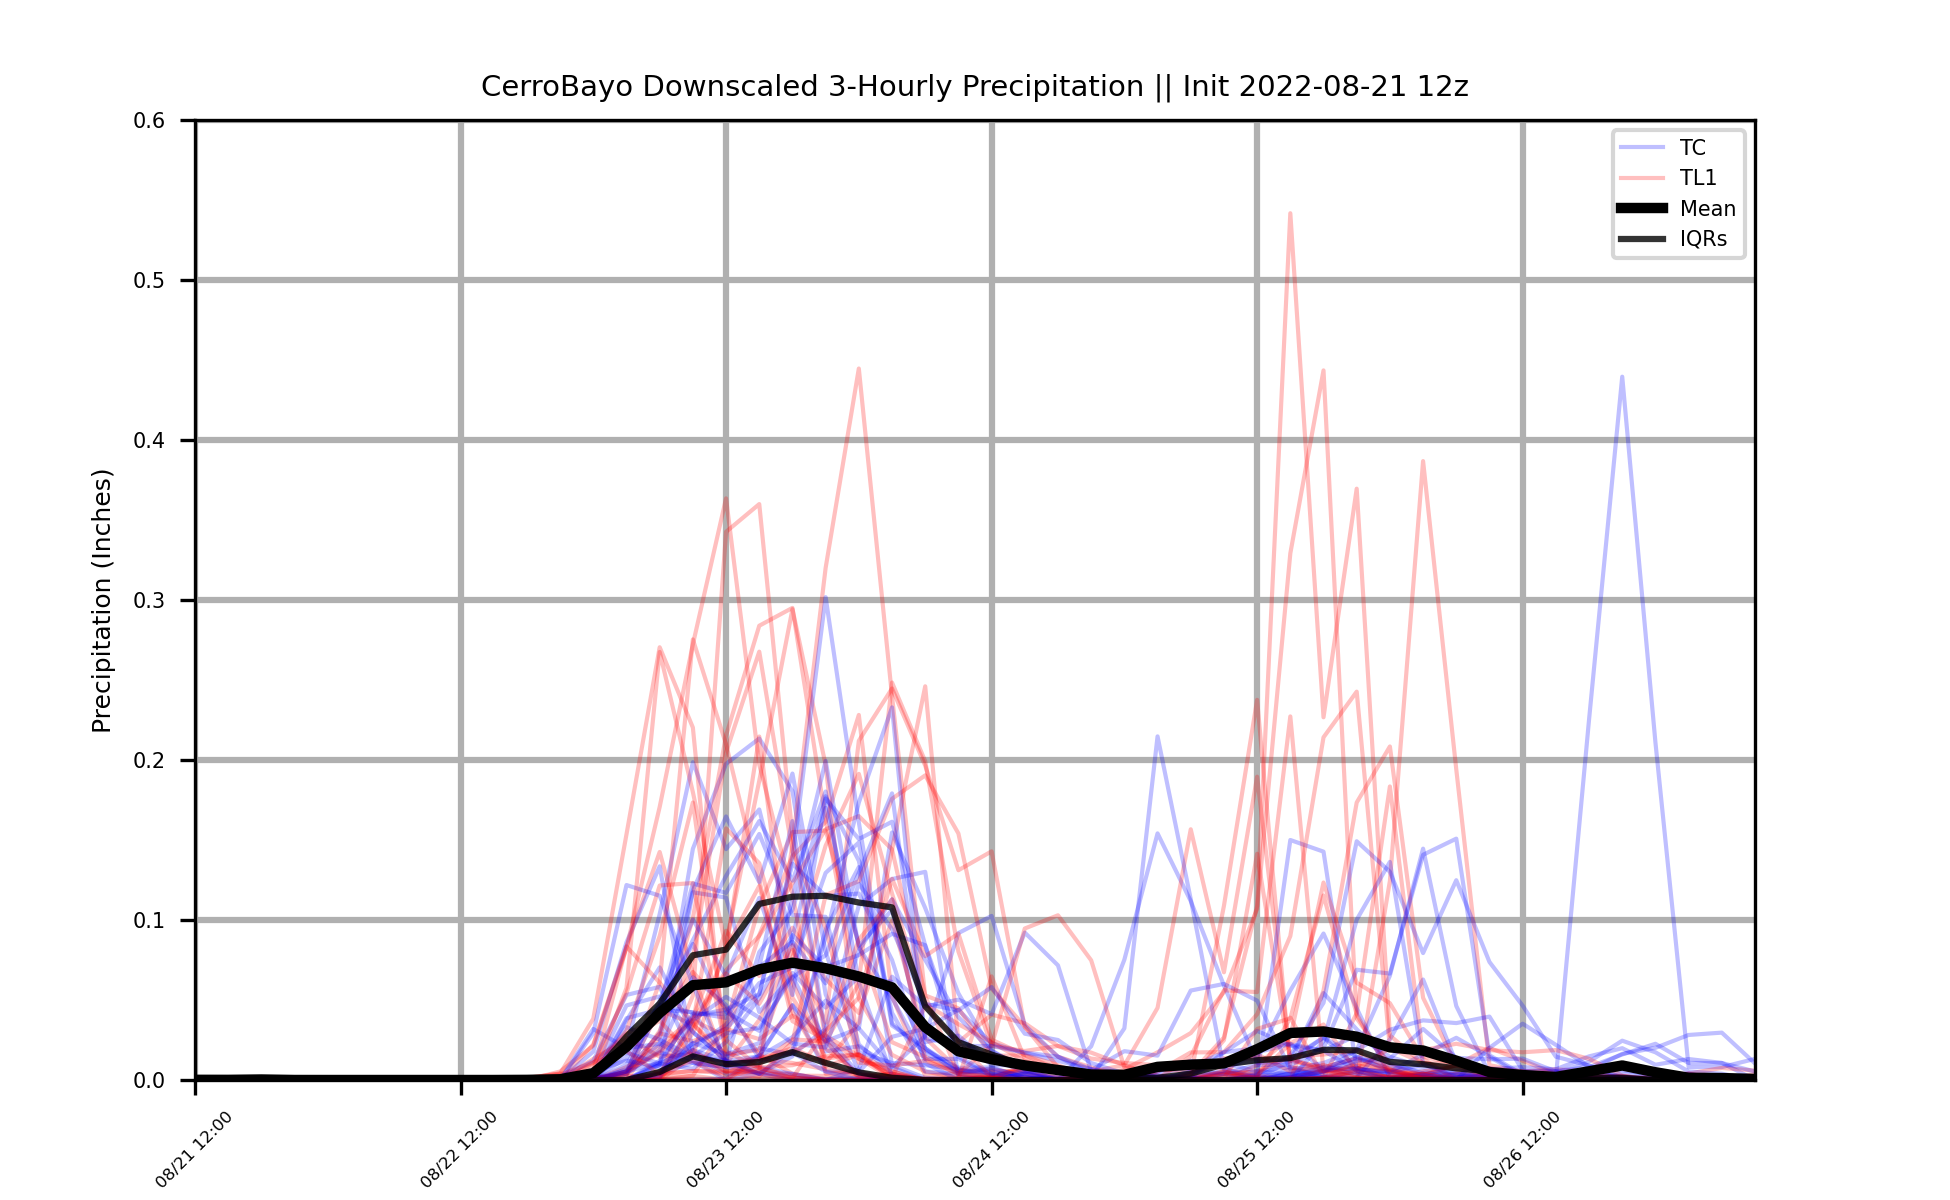 CerroBayo Downscaled 3-Hourly Precipitation || Init 2022-08-21 12z
TC
TL1
Mean
IQRs
Precipitation (Inches)
0.6
0.5
0.4
0.3
0.2
0.1
0.0
08/21 12:00
08/22 12:00
08/23 12:00
08/24 12:00
08/25 12:00
08/26 12:00